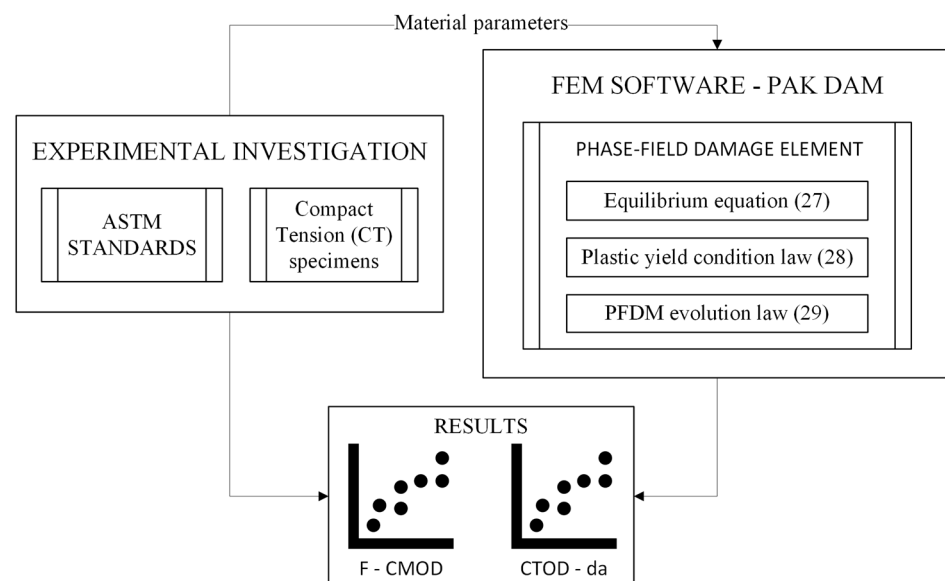 Material parameters
EXPERIMENTAL INVESTIGATION
ASTM
STANDARDS
Compact
Tension (CT)
specimens
FEM SOFTWARE - PAK DAM
PHASE-FIELD DAMAGE ELEMENT
Equilibrium equation (27)
Plastic yield condition law (28)
PFDM evolution law (29)
RESULTS
F - CMOD
CTOD - da